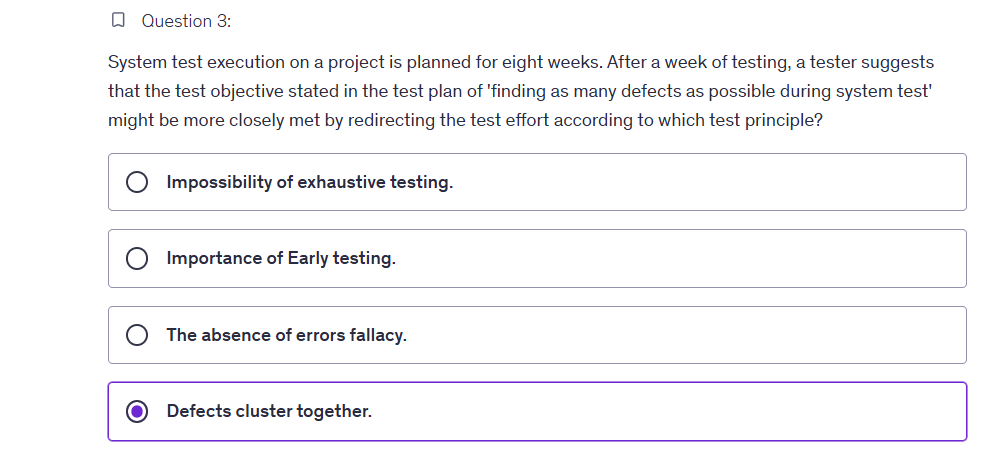 Question 3:
System test execution on a project is planned for eight weeks. After a week of testing, a tester suggests
that the test objective stated in the test plan of 'finding as many defects as possible during system test'
might be more closely met by redirecting the test effort according to which test principle?
Impossibility of exhaustive testing.
Importance of Early testing.
The absence of errors fallacy.
Defects cluster together.